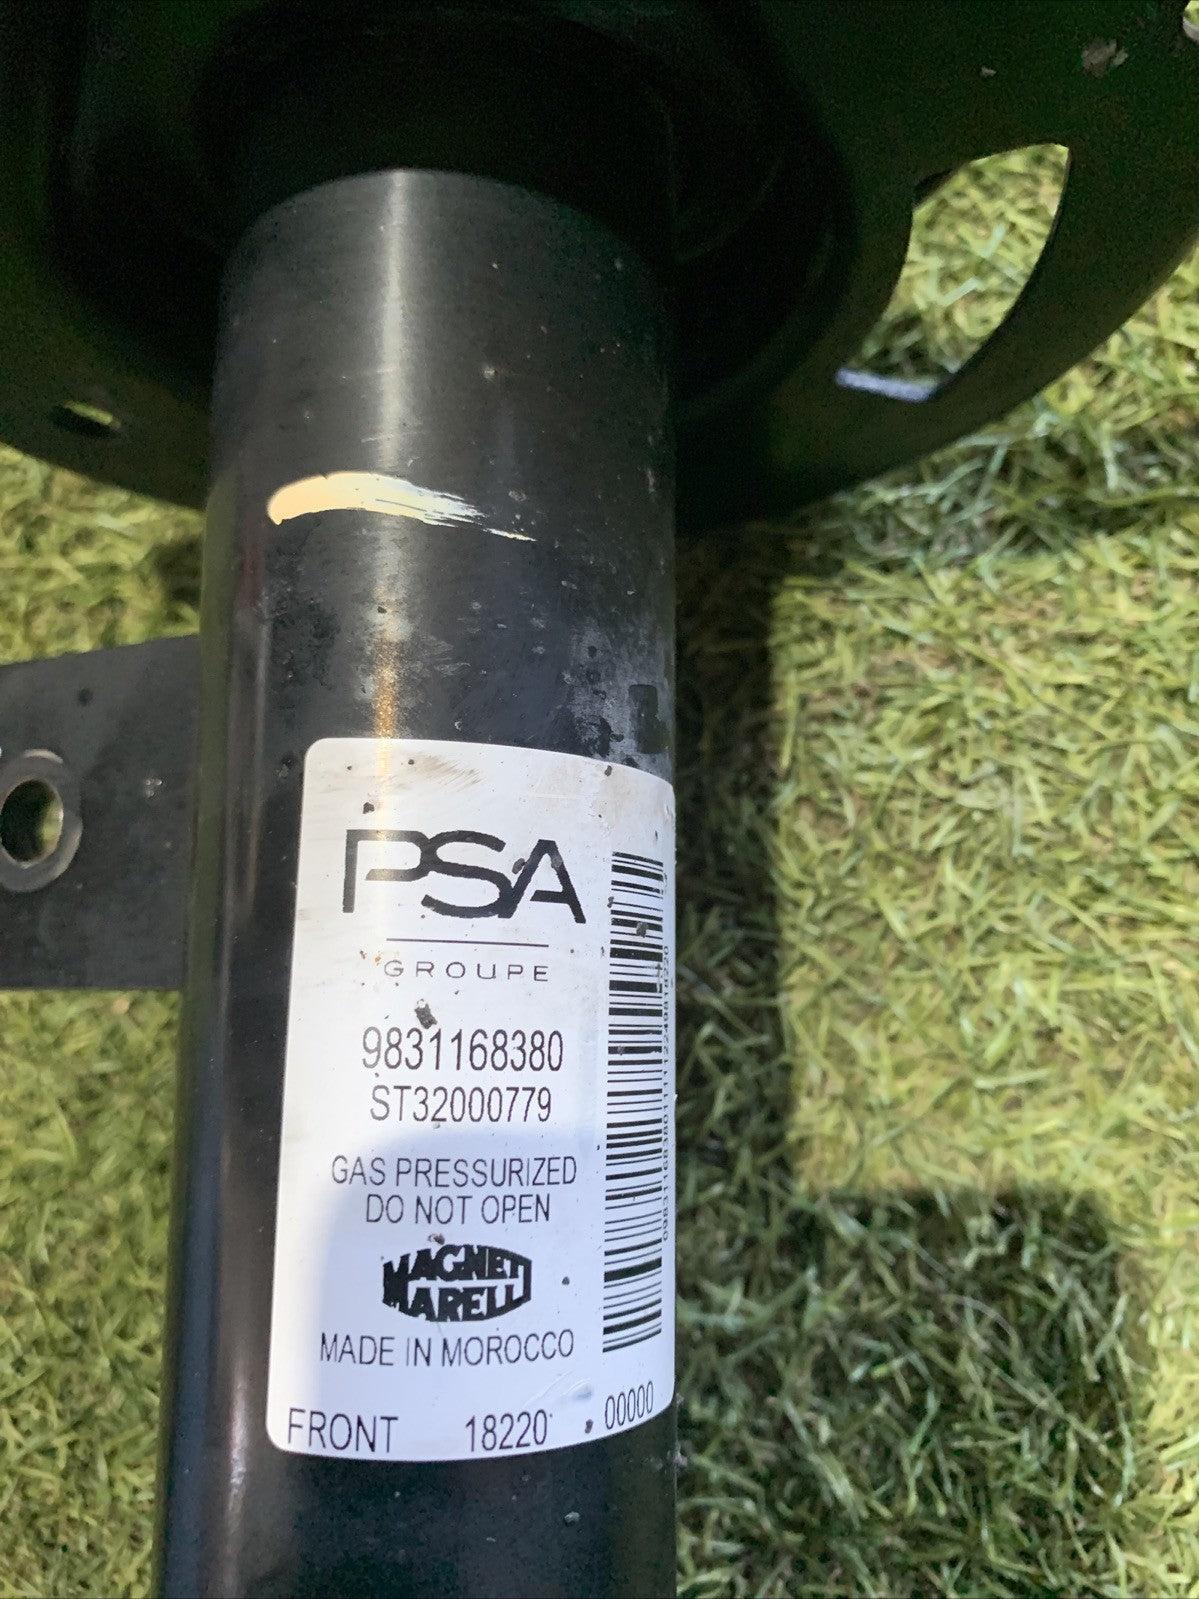 PSA
GROUPE
9831168380
ST32000779
GAS PRESSURIZED
DO NOT OPEN
MAGNETI
MARELLI
MADE IN MOROCCO
FRONT 18220 00000